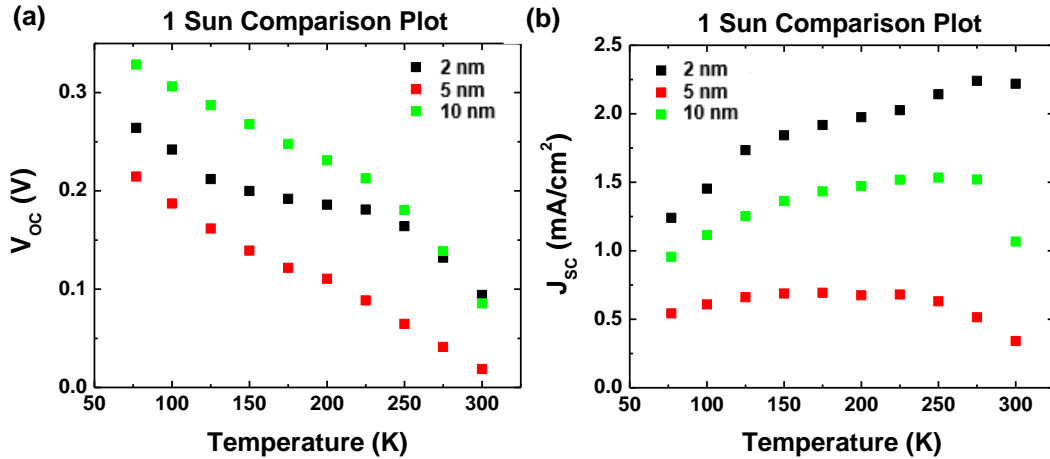 (a)
1 Sun Comparison Plot
V_OC (V)
0.3
0.2
0.1
0.0
2 nm
5 nm
10 nm
50 100 150 200 250 300
Temperature (K)
(b)
1 Sun Comparison Plot
J_SC (mA/cm²)
2.5
2.0
1.5
1.0
0.5
0.0
2 nm
5 nm
10 nm
50 100 150 200 250 300
Temperature (K)